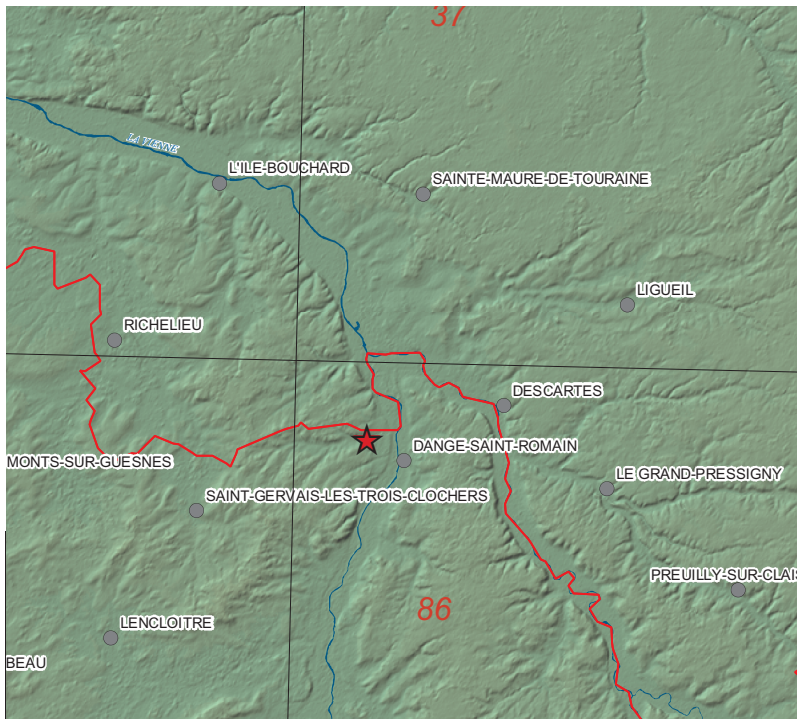 37
LA VIENNE
L'ILE-BOUCHARD
SAINTE-MAURE-DE-TOURAINE
LIGUEIL
RICHELIEU
DESCARTES
DANGE-SAINT-ROMAIN
MONTS-SUR-GUESNES
LE GRAND-PRESSIGNY
SAINT-GERVAIS-LES-TROIS-CLOCHERS
PREUILLY-SUR-CLAIS
86
LENCLOITRE
BEAU